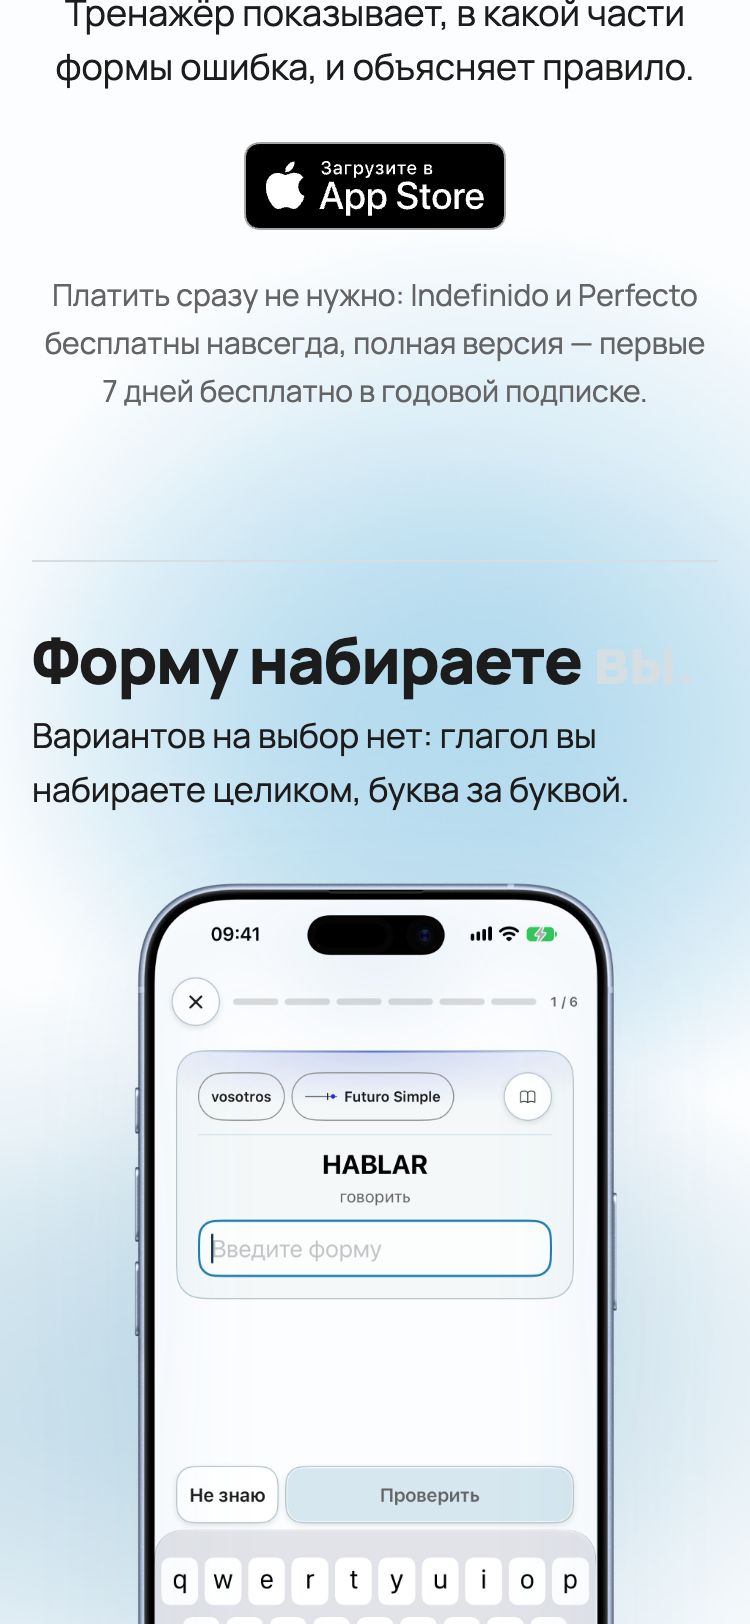 Тренажёр показывает, в какой части
формы ошибка, и объясняет правило.
Загрузите в
App Store
Платить сразу не нужно: Indefinido и Perfecto
бесплатны навсегда, полная версия — первые
7 дней бесплатно в годовой подписке.
Форму набираете вы.
Вариантов на выбор нет: глагол вы
набираете целиком, буква за буквой.
09:41
1 / 6
vosotros
Futuro Simple
HABLAR
говорить
Введите форму
Не знаю
Проверить
q w e r t y u i o p